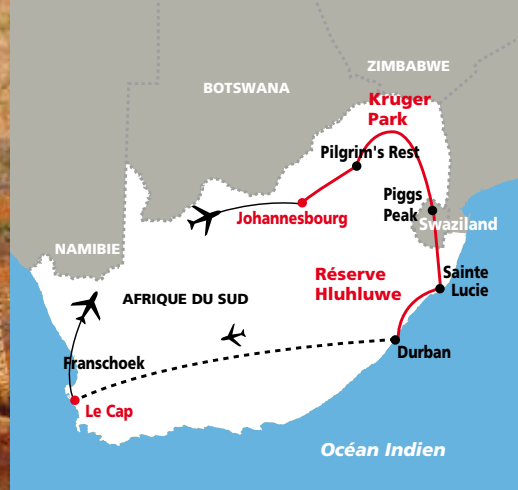 ZIMBABWE
BOTSWANA
Kruger
Park
Pilgrim's Rest
Piggs
Peak
Swaziland
Johannesbourg
NAMIBIE
Réserve
Hluhluwe
Sainte
Lucie
AFRIQUE DU SUD
Franschoek
Durban
Le Cap
Océan Indien